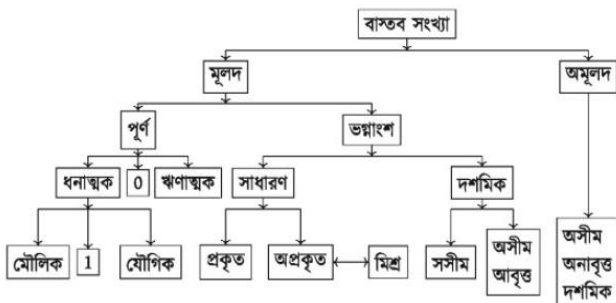 বাস্তব সংখ্যা
মূলদ
অমূলদ
পূর্ণ
ভগ্নাংশ
ধনাত্মক
0
ঋণাত্মক
সাধারণ
দশমিক
মৌলিক
1
যৌগিক
প্রকৃত
অপ্রকৃত
মিশ্র
সসীম
অসীম
আবৃত্ত
অসীম
অনাবৃত্ত
দশমিক